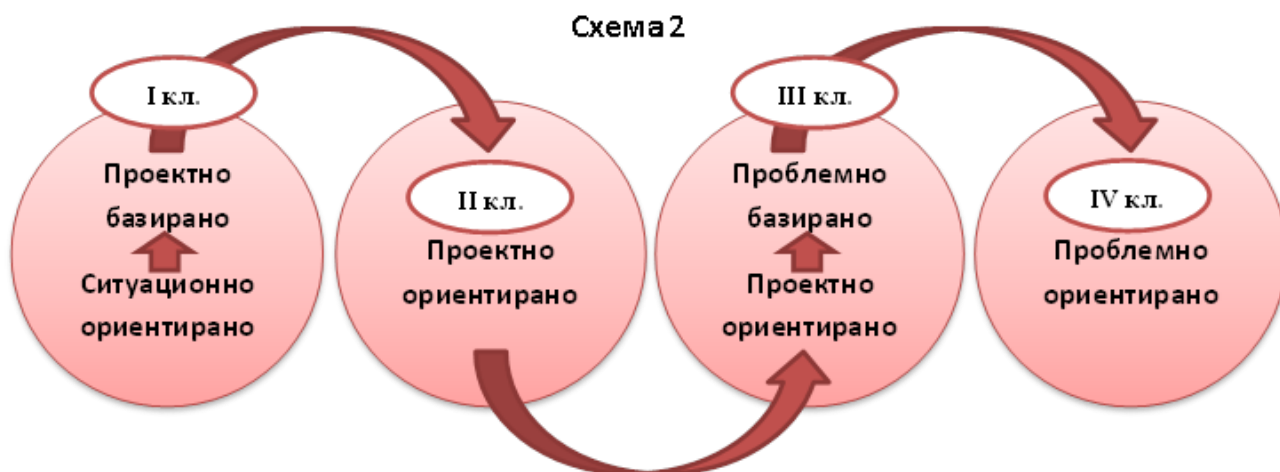 Схема 2
I кл.
Проектно
базирано
Ситуационно
ориентирано
II кл.
Проектно
ориентирано
III кл.
Проблемно
базирано
Проектно
ориентирано
IV кл.
Проблемно
ориентирано